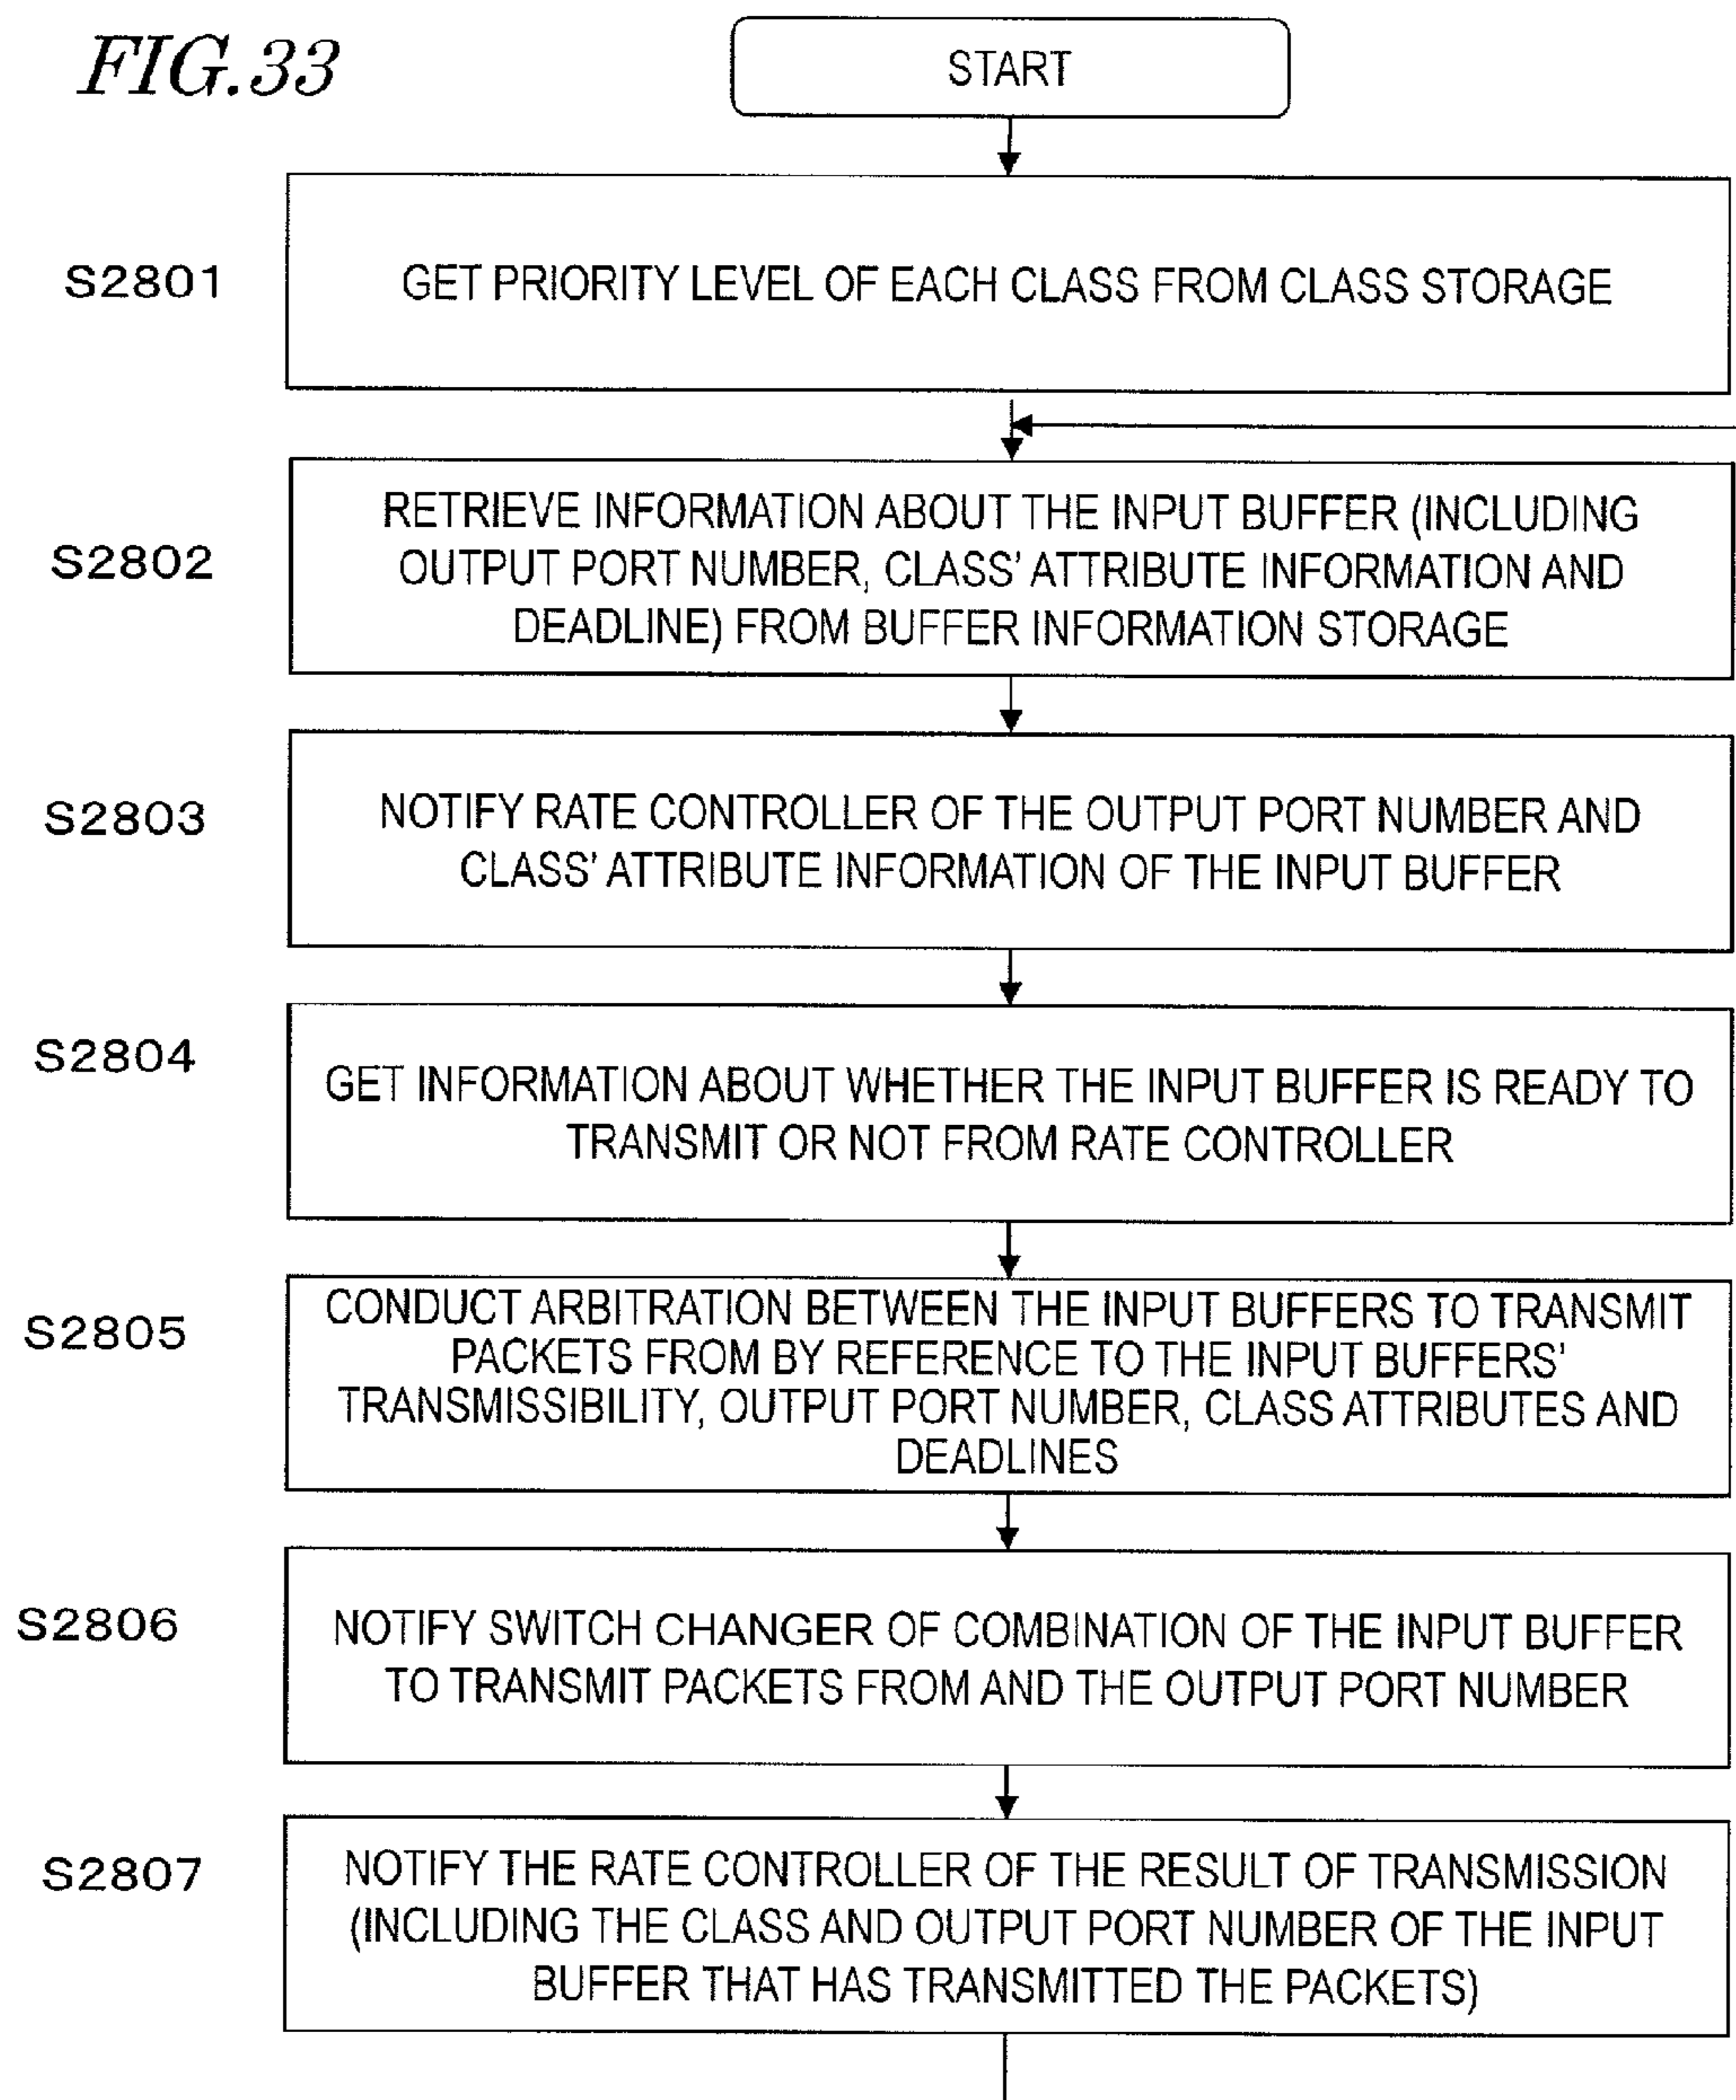 FIG.33
START
S2801
GET PRIORITY LEVEL OF EACH CLASS FROM CLASS STORAGE
S2802
RETRIEVE INFORMATION ABOUT THE INPUT BUFFER (INCLUDING
OUTPUT PORT NUMBER, CLASS' ATTRIBUTE INFORMATION AND
DEADLINE) FROM BUFFER INFORMATION STORAGE
S2803
NOTIFY RATE CONTROLLER OF THE OUTPUT PORT NUMBER AND
CLASS' ATTRIBUTE INFORMATION OF THE INPUT BUFFER
S2804
GET INFORMATION ABOUT WHETHER THE INPUT BUFFER IS READY TO
TRANSMIT OR NOT FROM RATE CONTROLLER
S2805
CONDUCT ARBITRATION BETWEEN THE INPUT BUFFERS TO TRANSMIT
PACKETS FROM BY REFERENCE TO THE INPUT BUFFERS'
TRANSMISSIBILITY, OUTPUT PORT NUMBER, CLASS ATTRIBUTES AND
DEADLINES
S2806
NOTIFY SWITCH CHANGER OF COMBINATION OF THE INPUT BUFFER
TO TRANSMIT PACKETS FROM AND THE OUTPUT PORT NUMBER
S2807
NOTIFY THE RATE CONTROLLER OF THE RESULT OF TRANSMISSION
(INCLUDING THE CLASS AND OUTPUT PORT NUMBER OF THE INPUT
BUFFER THAT HAS TRANSMITTED THE PACKETS)